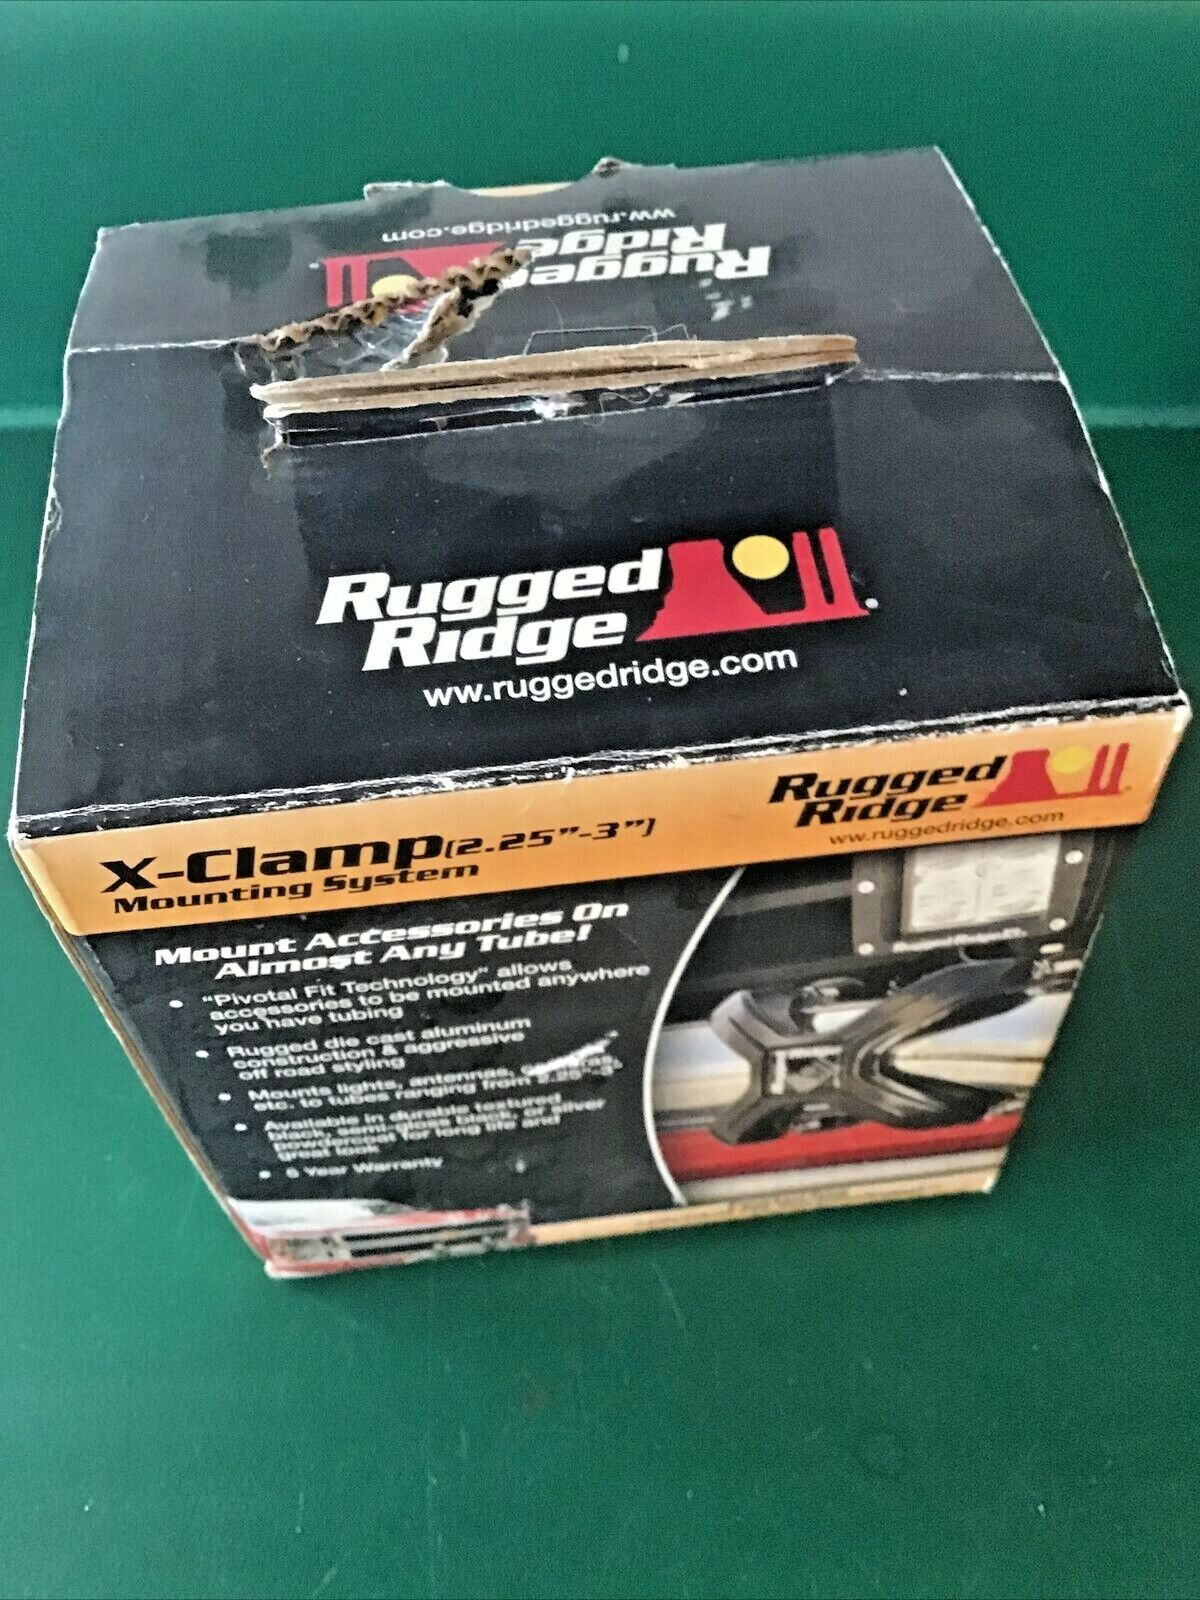 ww.ruggedridge.com
Rugged
Ridge
Rugged
Ridge
ww.ruggedridge.com
X-Clamp (2.25"-3")
Mounting System
Rugged
Ridge
ww.ruggedridge.com
Mount Accessories On
Almost Any Tube!
• "Pivotal Fit Technology" allows
accessories to be mounted anywhere
you have tubing
• Rugged die cast aluminum
construction & aggressive
off road styling
• Mounts lights, antennas,
etc. to tubes ranging from 2.25"-3"
• Available in durable textured
black, semi-gloss black, or silver
powdercoat for long life and
great look
• 5 Year Warranty